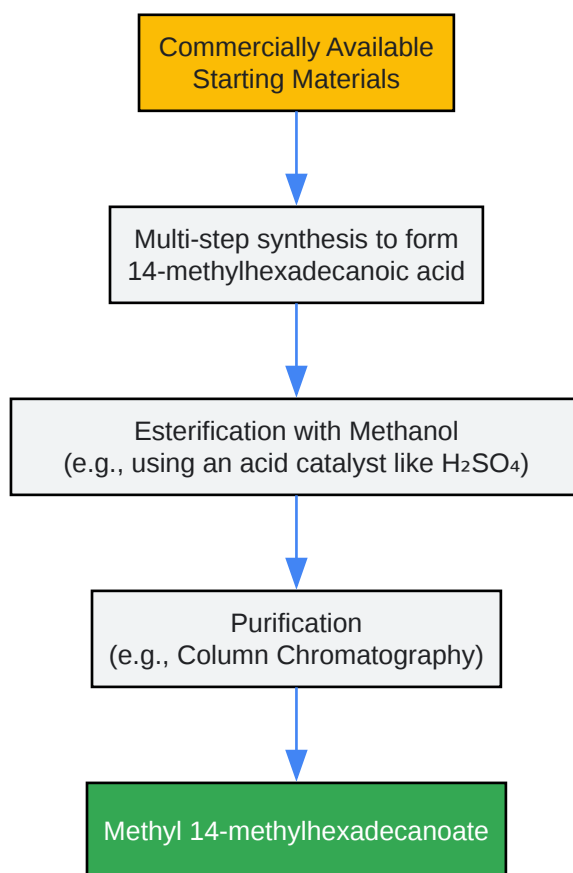 Commercially Available
Starting Materials
Multi-step synthesis to form
14-methylhexadecanoic acid
Esterification with Methanol
(e.g., using an acid catalyst like H₂SO₄)
Purification
(e.g., Column Chromatography)
Methyl 14-methylhexadecanoate